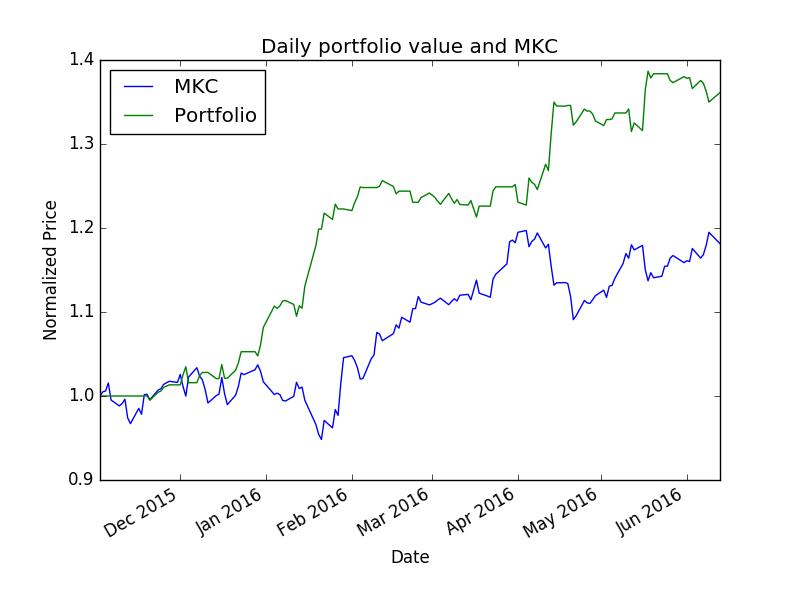 Daily portfolio value and MKC
MKC
Portfolio
1.4
1.3
1.2
1.1
1.0
0.9
Normalized Price
Dec 2015
Jan 2016
Feb 2016
Mar 2016
Apr 2016
May 2016
Jun 2016
Date